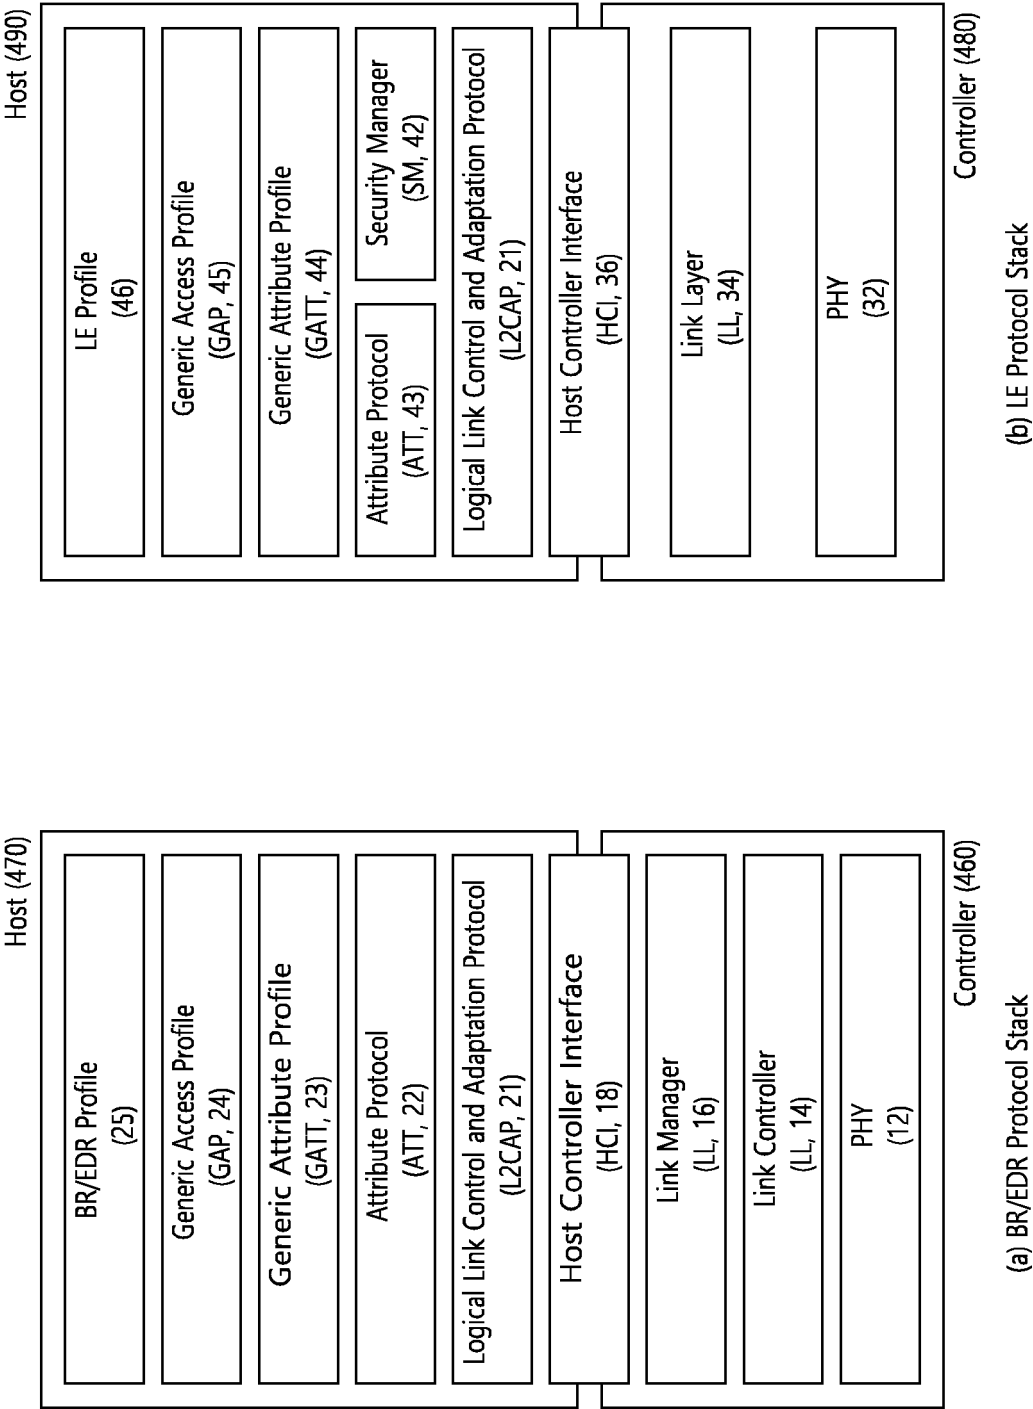 Host (470)
BR/EDR Profile
(25)
Generic Access Profile
(GAP, 24)
Generic Attribute Profile
(GATT, 23)
Attribute Protocol
(ATT, 22)
Logical Link Control and Adaptation Protocol
(L2CAP, 21)
Host Controller Interface
(HCI, 18)
Link Manager
(LL, 16)
Link Controller
(LL, 14)
PHY
(12)
Controller (460)
(a) BR/EDR Protocol Stack
Host (490)
LE Profile
(46)
Generic Access Profile
(GAP, 45)
Generic Attribute Profile
(GATT, 44)
Attribute Protocol
(ATT, 43)
Security Manager
(SM, 42)
Logical Link Control and Adaptation Protocol
(L2CAP, 21)
Host Controller Interface
(HCI, 36)
Link Layer
(LL, 34)
PHY
(32)
Controller (480)
(b) LE Protocol Stack